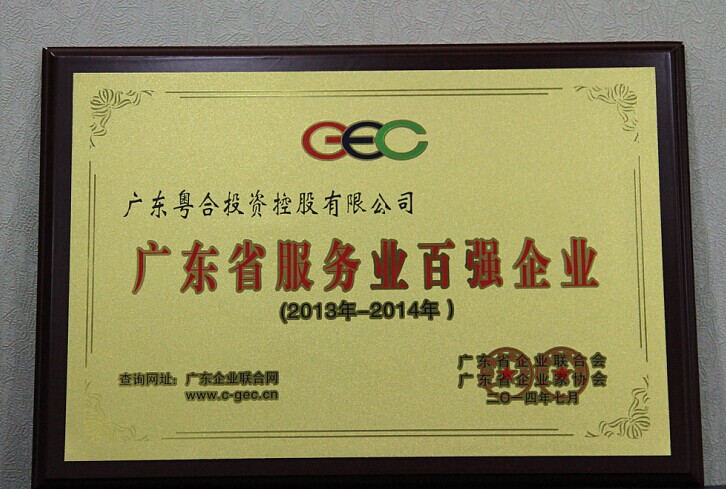 GEC
广东粤合投资控股有限公司
广东省服务业百强企业
(2013年-2014年)
查询网址：广东企业联合网
www.c-gec.cn
广东省企业联合会
广东省企业家协会
二〇一四年七月